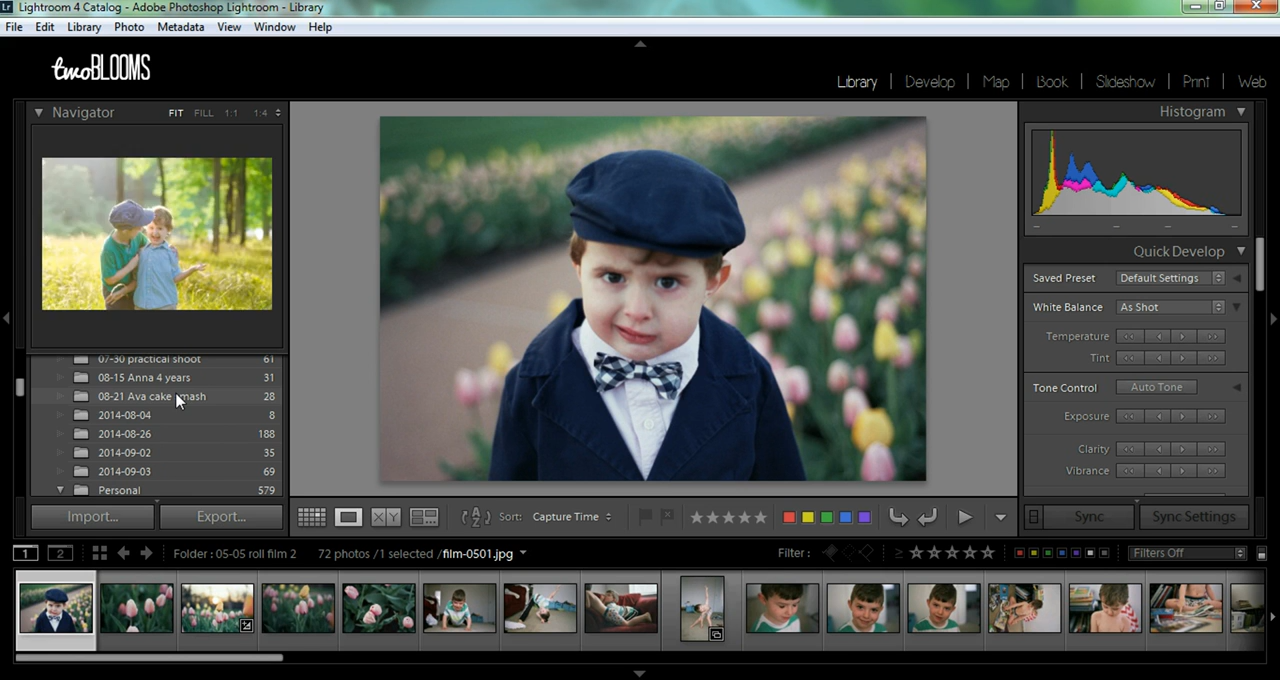 Lr Lightroom 4 Catalog - Adobe Photoshop Lightroom - Library
File Edit Library Photo Metadata View Window Help
twoBLOOMS
Library | Develop | Map | Book | Slideshow | Print | Web
Navigator FIT FILL 1:1 1:4
Histogram
Quick Develop
Saved Preset Default Settings
White Balance As Shot
Temperature
Tint
Tone Control Auto Tone
Exposure
Clarity
Vibrance
07-30 practical shoot 61
08-15 Anna 4 years 31
08-21 Ava cake smash 28
2014-08-04 8
2014-08-26 188
2014-09-02 35
2014-09-03 69
Personal 579
Import... Export...
XY
AZ Sort: Capture Time
Sync Sync Settings
1 2 Folder : 05-05 roll film 2 72 photos / 1 selected / film-0501.jpg
Filter : Filters Off